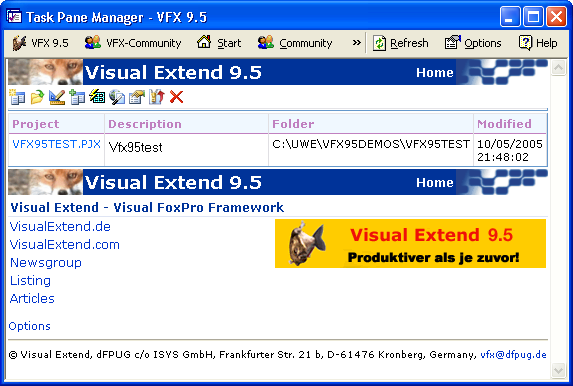 Task Pane Manager - VFX 9.5
VFX 9.5 VFX-Community Start Community » Refresh Options Help
Visual Extend 9.5 Home
Project Description Folder Modified
VFX95TEST.PJX Vfx95test C:\UWE\VFX95DEMOS\VFX95TEST 10/05/2005
21:48:02
Visual Extend 9.5 Home
Visual Extend - Visual FoxPro Framework
VisualExtend.de
VisualExtend.com
Newsgroup
Listing
Articles
Visual Extend 9.5
Produktiver als je zuvor!
Options
© Visual Extend, dFPUG c/o ISYS GmbH, Frankfurter Str. 21 b, D-61476 Kronberg, Germany, vfx@dfpug.de